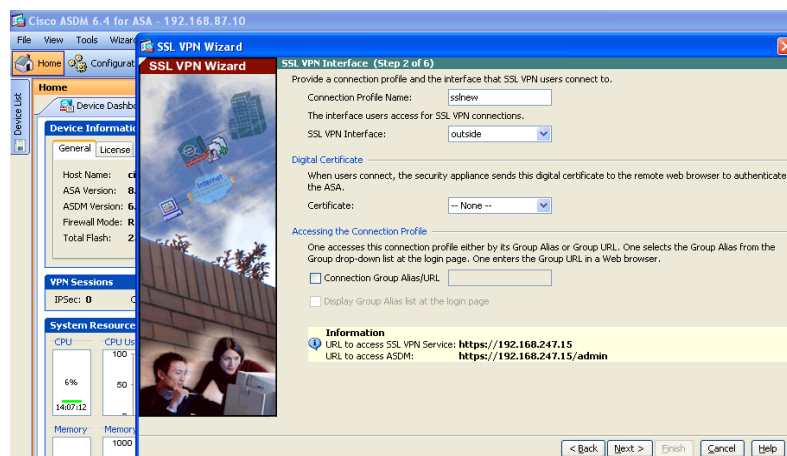 Cisco ASDM 6.4 for ASA - 192.168.87.10
File View Tools Wizar
Home Configurat
Device List
Home
Device Dashbo
Device Informatio
General License
Host Name: ci
ASA Version: 8.
ASDM Version: 6.
Firewall Mode: R
Total Flash: 2
VPN Sessions
IPSec: 0 C
System Resource
CPU CPU Us
100
6% 50
14:07:12 0
Memory Memory
1000
SSL VPN Wizard
SSL VPN Wizard
SSL VPN Interface (Step 2 of 6)
Provide a connection profile and the interface that SSL VPN users connect to.
Connection Profile Name: sslnew
The interface users access for SSL VPN connections.
SSL VPN Interface: outside
Digital Certificate
When users connect, the security appliance sends this digital certificate to the remote web browser to authenticate
the ASA.
Certificate: -- None --
Accessing the Connection Profile
One accesses this connection profile either by its Group Alias or Group URL. One selects the Group Alias from the
Group drop-down list at the login page. One enters the Group URL in a Web browser.
Connection Group Alias/URL
Display Group Alias list at the login page
Information
URL to access SSL VPN Service: https://192.168.247.15
URL to access ASDM: https://192.168.247.15/admin
Internet
< Back Next > Finish Cancel Help